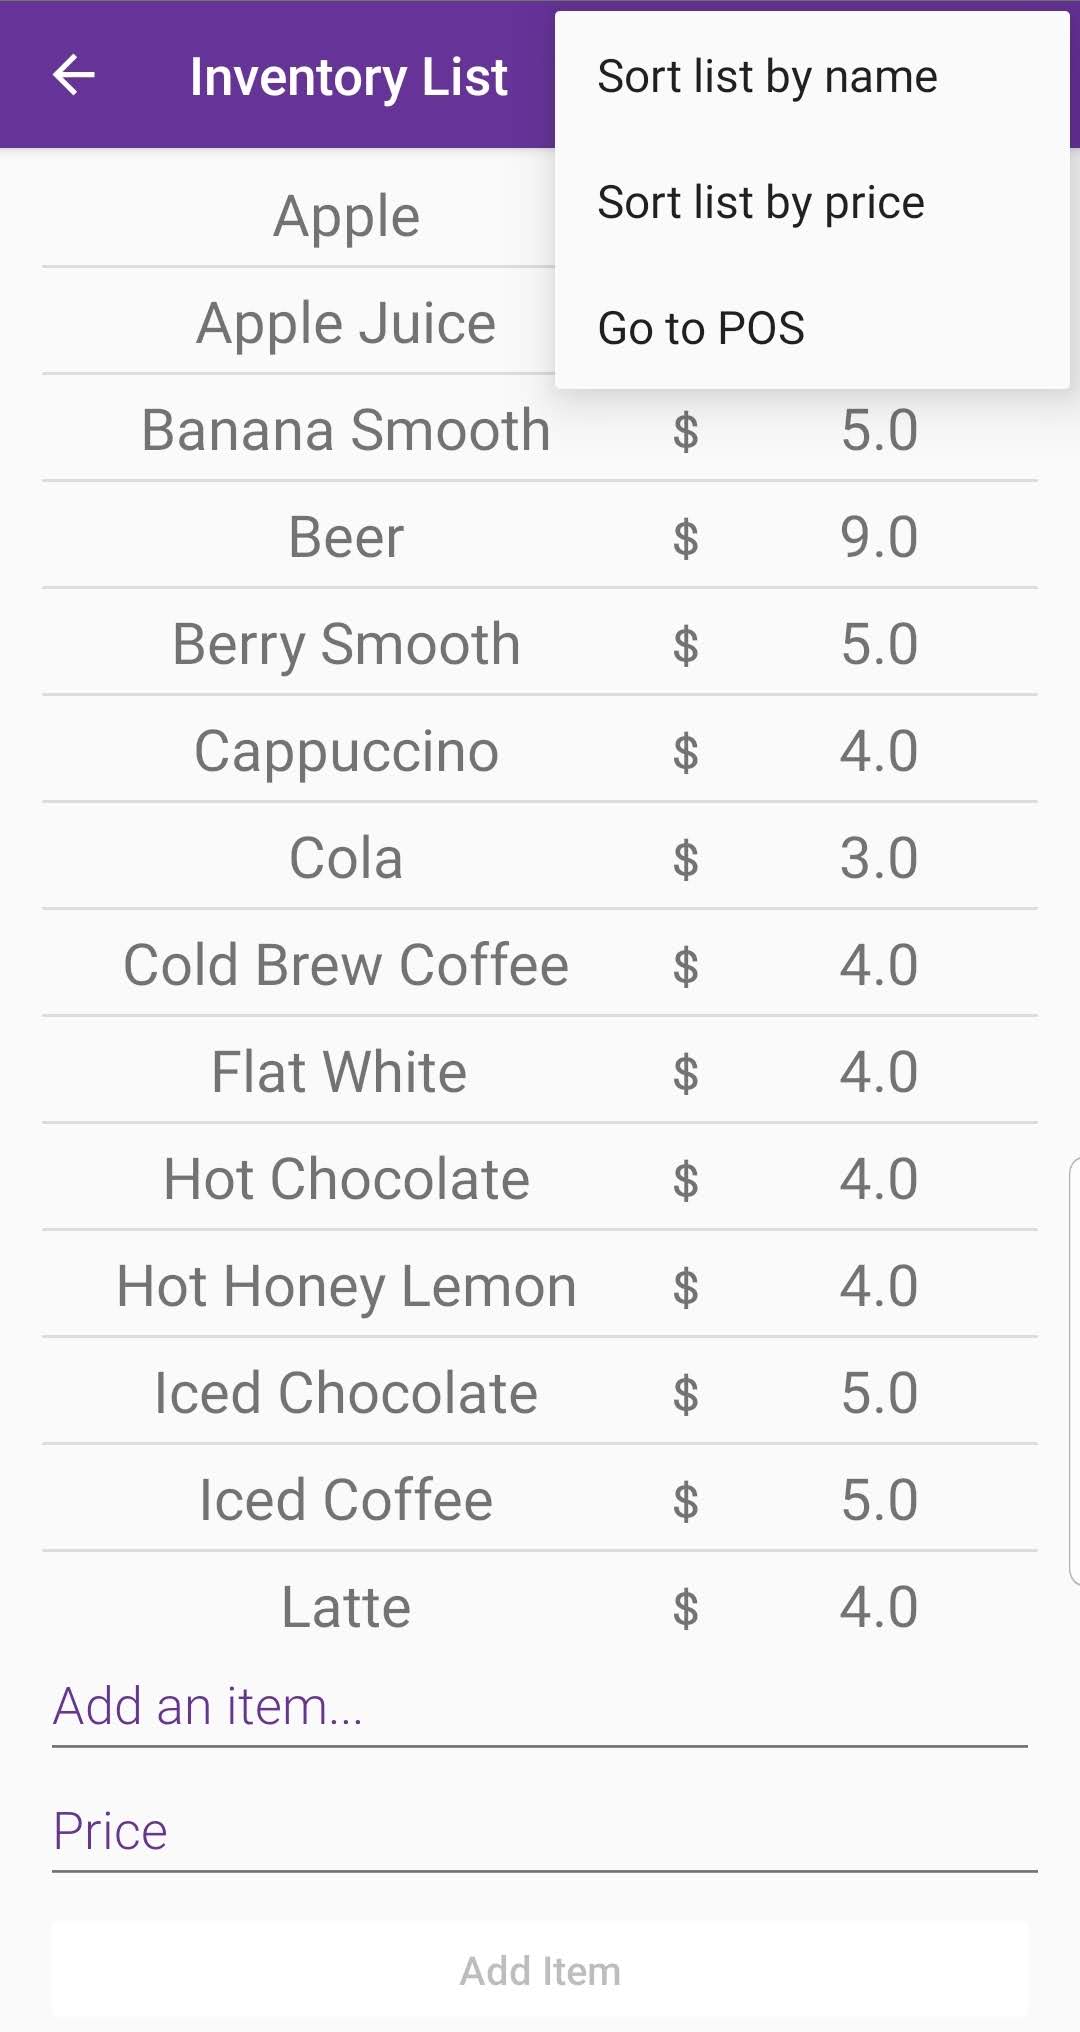 Inventory List
Sort list by name
Sort list by price
Go to POS
Apple
Apple Juice
Banana Smooth $ 5.0
Beer $ 9.0
Berry Smooth $ 5.0
Cappuccino $ 4.0
Cola $ 3.0
Cold Brew Coffee $ 4.0
Flat White $ 4.0
Hot Chocolate $ 4.0
Hot Honey Lemon $ 4.0
Iced Chocolate $ 5.0
Iced Coffee $ 5.0
Latte $ 4.0
Add an item...
Price
Add Item